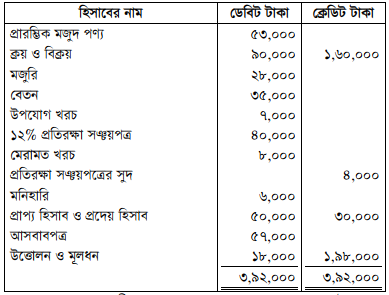 হিসাবের নাম ডেবিট টাকা ক্রেডিট টাকা
প্রারম্ভিক মজুদ পণ্য ৫৩,০০০
ক্রয় ও বিক্রয় ৯০,০০০ ১,৬০,০০০
মজুরি ২৮,০০০
বেতন ৩৫,০০০
উপযোগ খরচ ৭,০০০
১২% প্রতিরক্ষা সঞ্চয়পত্র ৪০,০০০
মেরামত খরচ ৮,০০০
প্রতিরক্ষা সঞ্চয়পত্রের সুদ ৪,০০০
মনিহারি ৬,০০০
প্রাপ্য হিসাব ও প্রদেয় হিসাব ৫০,০০০ ৩০,০০০
আসবাবপত্র ৫৭,০০০
উত্তোলন ও মূলধন ১৮,০০০ ১,৯৮,০০০
৩,৯২,০০০ ৩,৯২,০০০